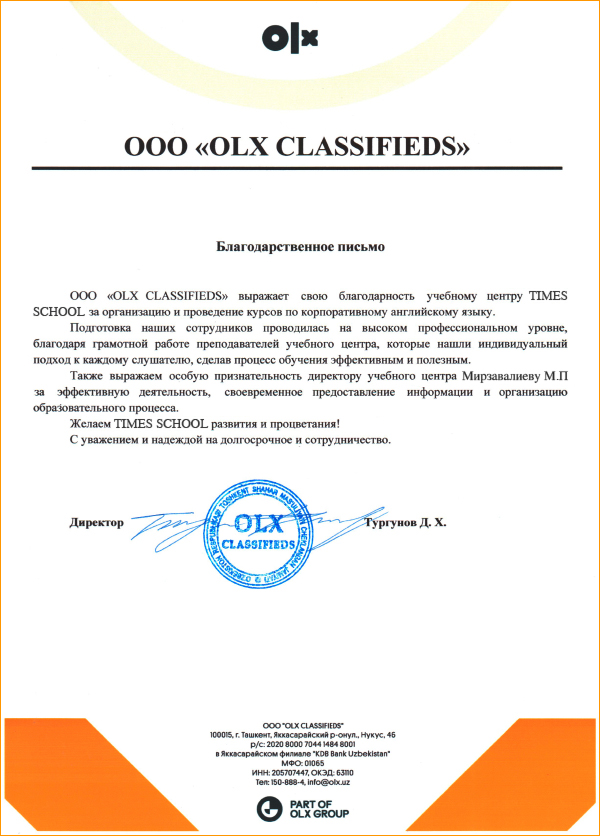 olx
ООО «OLX CLASSIFIEDS»
Благодарственное письмо
ООО «OLX CLASSIFIEDS» выражает свою благодарность учебному центру TIMES
SCHOOL за организацию и проведение курсов по корпоративному английскому языку.
Подготовка наших сотрудников проводилась на высоком профессиональном уровне,
благодаря грамотной работе преподавателей учебного центра, которые нашли индивидуальный
подход к каждому слушателю, сделав процесс обучения эффективным и полезным.
Также выражаем особую признательность директору учебного центра Мирзавалиеву М.П
за эффективную деятельность, своевременное предоставление информации и организацию
образовательного процесса.
Желаем TIMES SCHOOL развития и процветания!
С уважением и надеждой на долгосрочное и сотрудничество.
Директор
Тургунов Д. Х.
OLX
CLASSIFIEDS
ООО "OLX CLASSIFIEDS"
100015, г. Ташкент, Яккасарайский р-онул., Нукус, 46
р/с: 2020 8000 7044 1484 8001
в Яккасарайском филиале "KDB Bank Uzbekistan"
МФО: 01065
ИНН: 205707447, ОКЭД: 63110
Тел: 150-888-4, info@olx.uz
PART OF
OLX GROUP